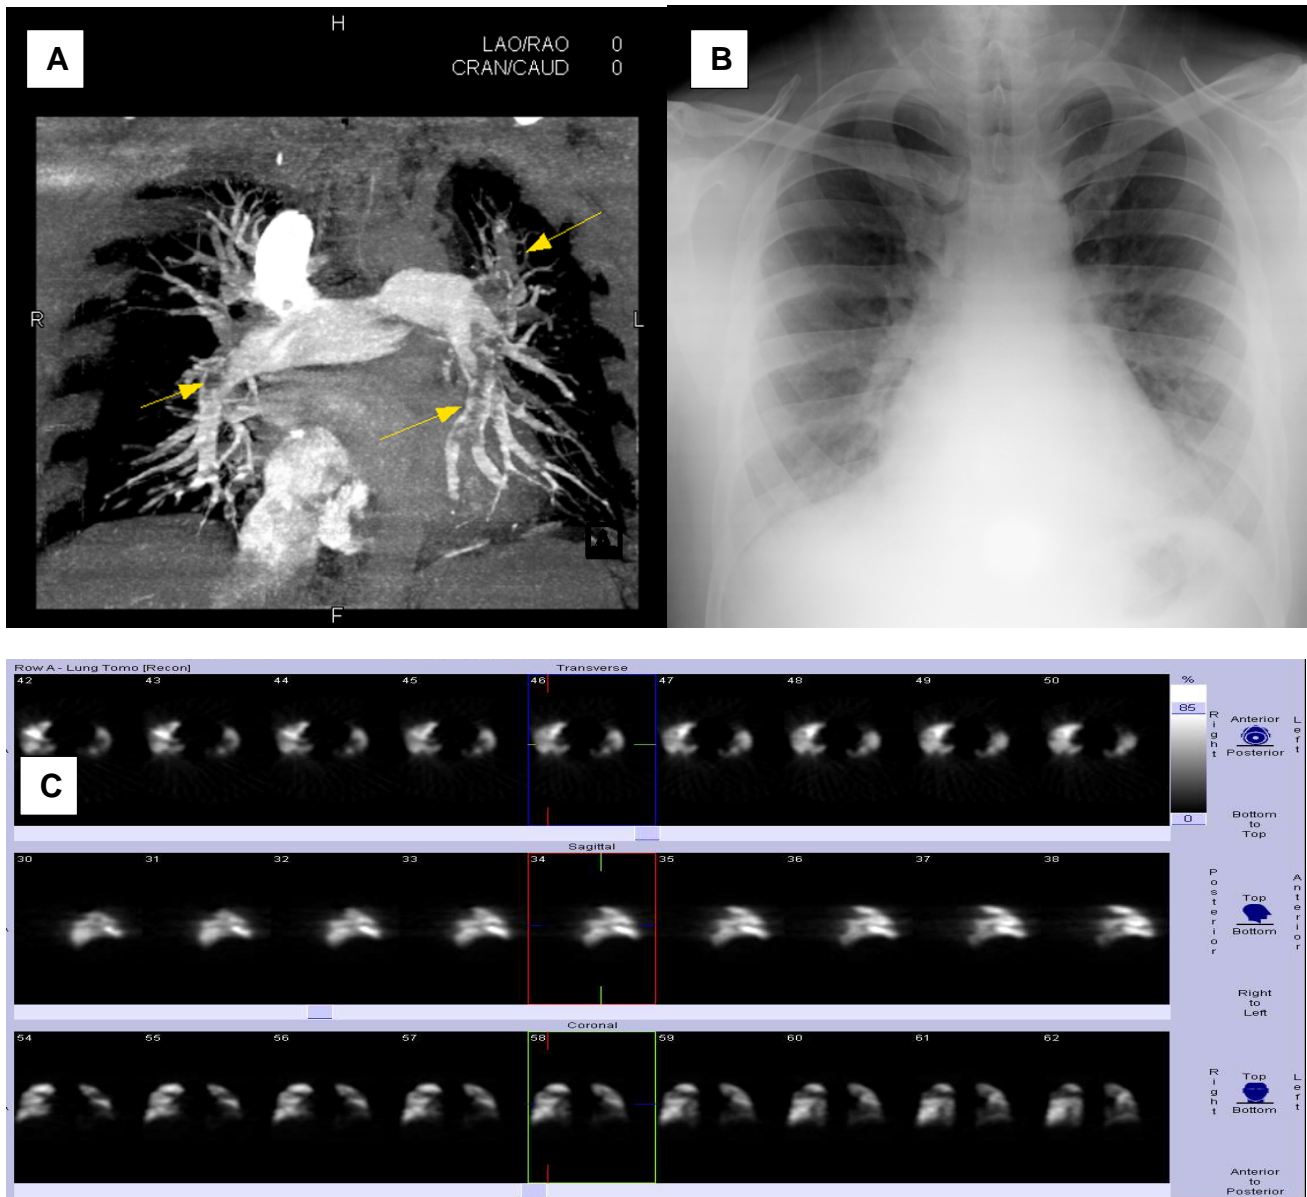 H
A
LAO/RAO 0
CRAN/CAUD 0
R
L
A
F
B
Row A - Lung Tomo [Recon]
Transverse
42 43 44 45 46 47 48 49 50
C
%
85
0
Right
Anterior
Posterior
Left
Bottom
to
Top
Sagittal
30 31 32 33 34 35 36 37 38
Posterior
Top
Bottom
Anterior
Right
to
Left
Coronal
54 55 56 57 58 59 60 61 62
Right
Top
Bottom
Left
Anterior
to
Posterior